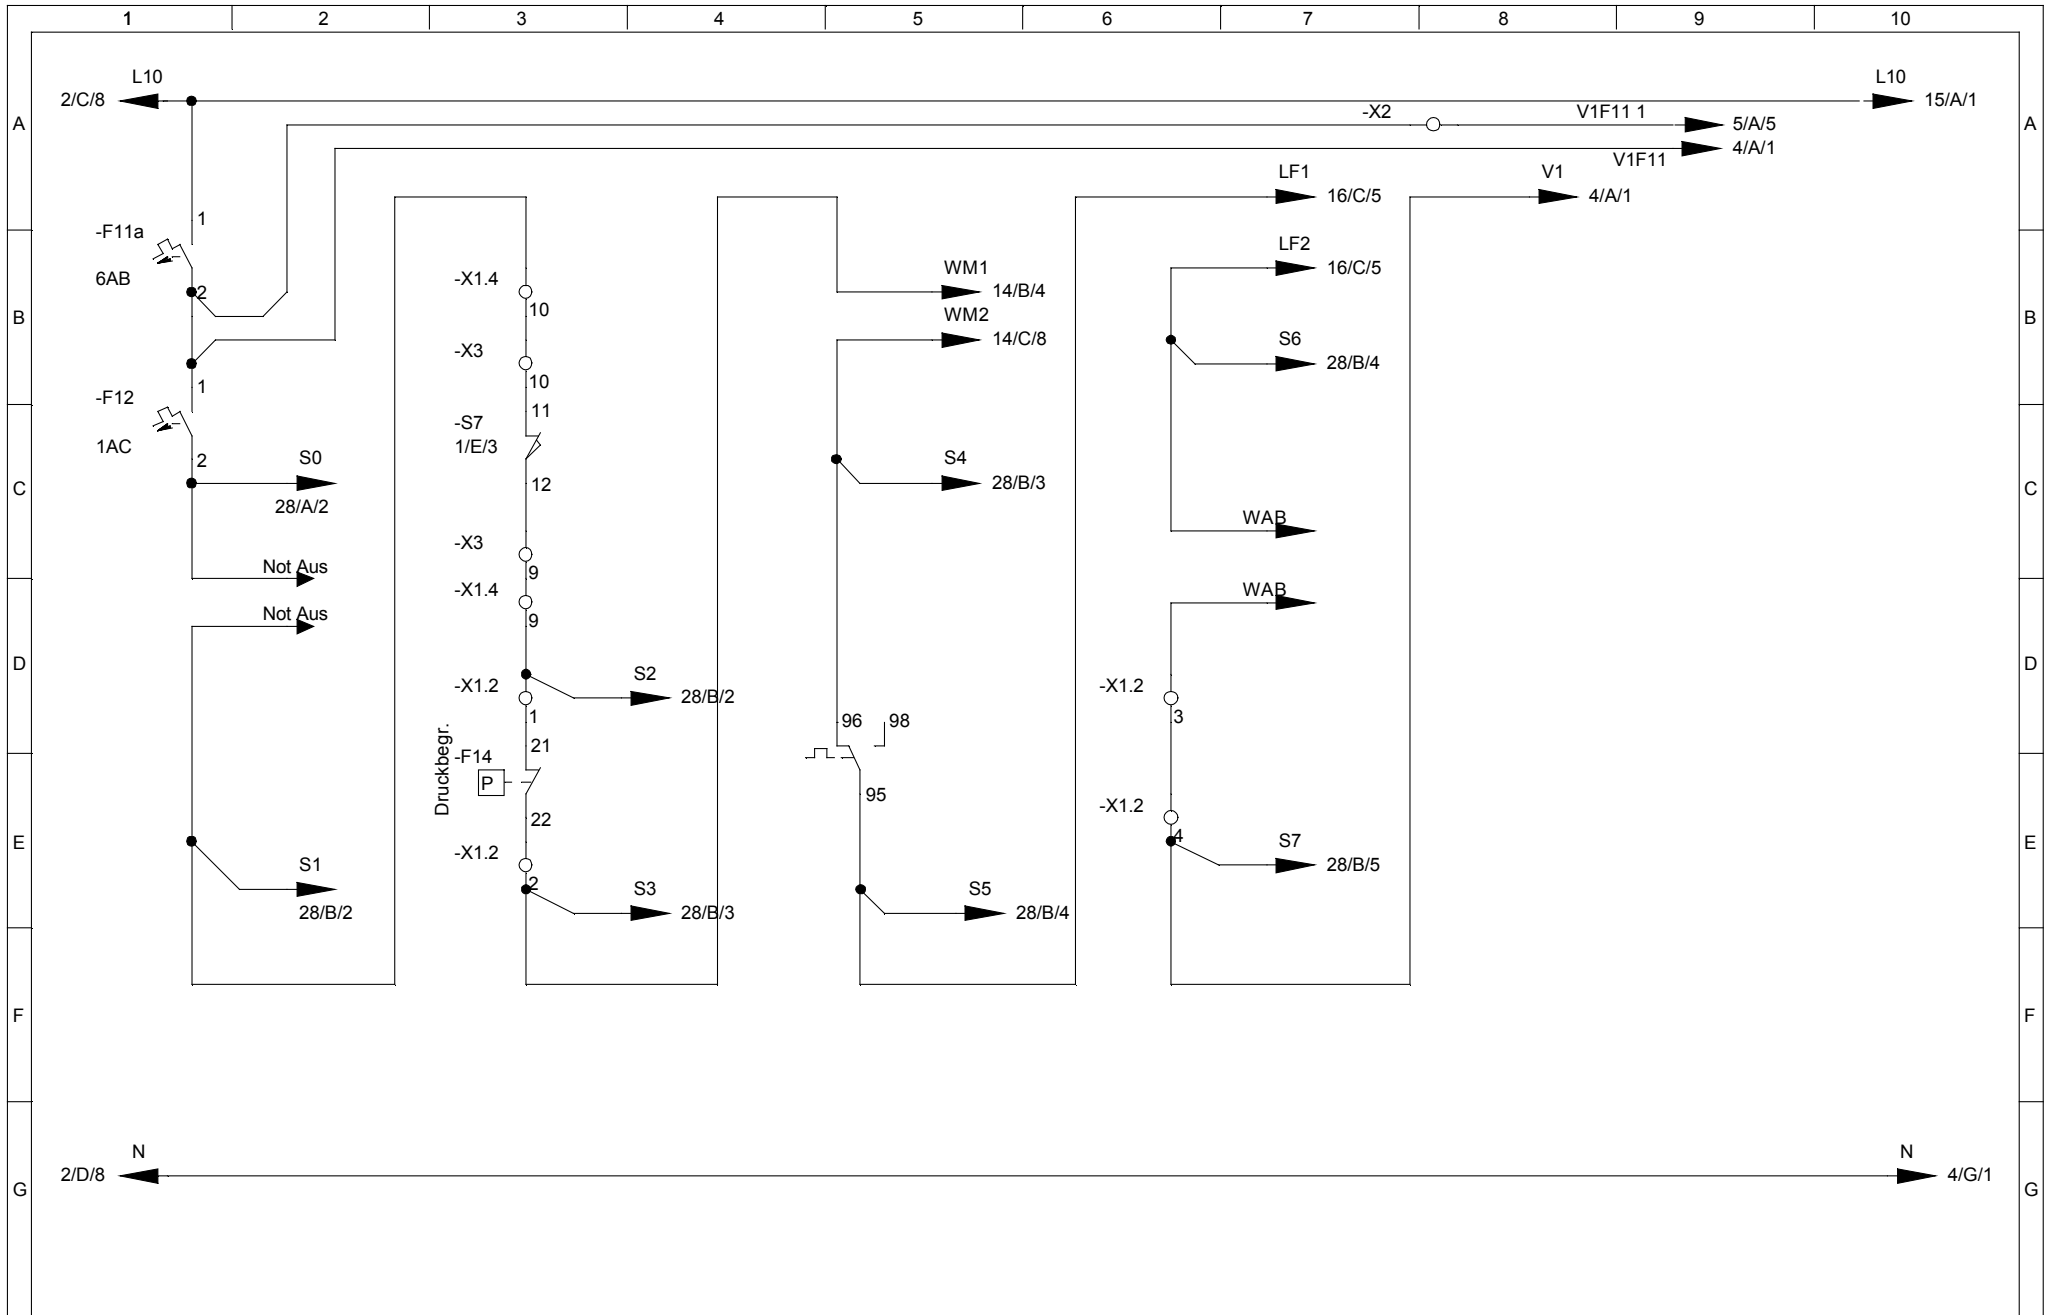 1 2 3 4 5 6 7 8 9 10
L10 L10
2/C/8 15/A/1
-X2 V1F11 1
A 5/A/5 A
4/A/1
V1F11
LF1 V1
16/C/5 4/A/1
1
-F11a
LF2
16/C/5
WM1
6AB -X1.4
2 14/B/4
10
WM2
B B
14/C/8 S6
-X3
28/B/4
10
1
-F12
11
-S7
1AC 1/E/3
2 S0 S4
12 28/B/3
C C
28/A/2
WAB
-X3
Not Aus 9
-X1.4 WAB
Not Aus 9
D D
S2
-X1.2 -X1.2
28/B/2
1 3
96 98
21
Druckbegr.
-F14
P
95
-X1.2
22
4
E S7 E
-X1.2
S1 28/B/5
2
S3 S5
28/B/2 28/B/3 28/B/4
F F
N N
2/D/8 4/G/1
G G